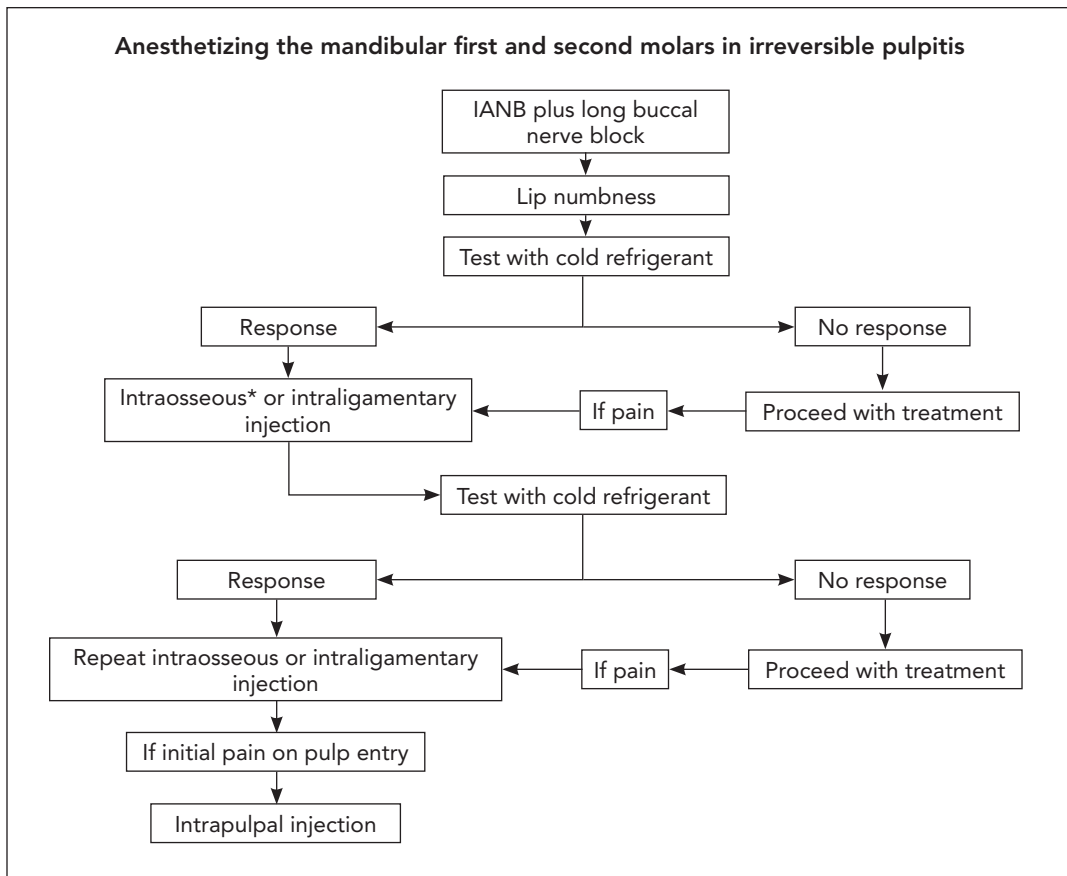 Anesthetizing the mandibular first and second molars in irreversible pulpitis
IANB plus long buccal
nerve block
Lip numbness
Test with cold refrigerant
Response
No response
Intraosseous* or intraligamentary
injection
If pain
Proceed with treatment
Test with cold refrigerant
Response
No response
Repeat intraosseous or intraligamentary
injection
If pain
Proceed with treatment
If initial pain on pulp entry
Intrapulpal injection